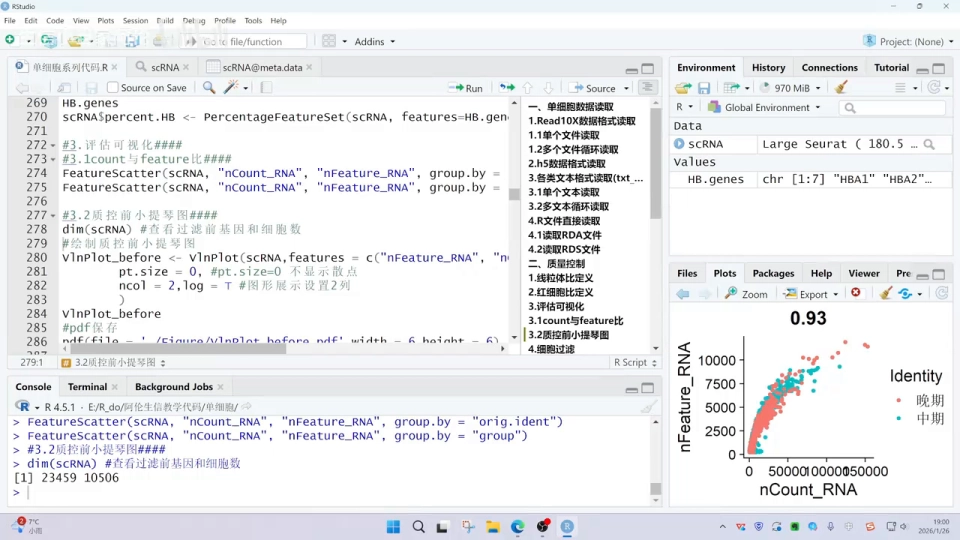 RStudio
File Edit Code View Plots Session Build Debug Profile Tools Help
Go to file/function
Addins
Project: (None)
单细胞系列代码.R
scRNA
scRNA@meta.data
Source on Save
Run
Source
269 HB.genes
270 scRNA$percent.HB <- PercentageFeatureSet(scRNA, features=HB.gen
271
272 #3.评估可视化####
273 #3.1count与feature比####
274 FeatureScatter(scRNA, "nCount_RNA", "nFeature_RNA", group.by =
275 FeatureScatter(scRNA, "nCount_RNA", "nFeature_RNA", group.by =
276
277 #3.2质控前小提琴图####
278 dim(scRNA) #查看过滤前基因和细胞数
279 #绘制质控前小提琴图
280 VlnPlot_before <- VlnPlot(scRNA,features = c("nFeature_RNA", "n
281 pt.size = 0, #pt.size=0 不显示散点
282 ncol = 2,log = T #图形展示设置2列
283 )
284 VlnPlot_before
285 #pdf保存
286 pdf(file = './Figure/VlnPlot_before.pdf',width = 6,height = 6)
一、单细胞数据读取
1.Read10X数据格式读取
1.1单个文件读取
1.2多个文件循环读取
2.h5数据格式读取
3.各类文本格式读取(txt_...
3.1单个文本读取
3.2多文本循环读取
4.R文件直接读取
4.1读取RDA文件
4.2读取RDS文件
二、质量控制
1.线粒体比定义
2.红细胞比定义
3.评估可视化
3.1count与feature比
3.2质控前小提琴图
4.细胞过滤
279:1
3.2质控前小提琴图
R Script
Console Terminal Background Jobs
R 4.5.1 · E:/R_do/阿伦生信教学代码/单细胞/
> FeatureScatter(scRNA, "nCount_RNA", "nFeature_RNA", group.by = "orig.ident")
> FeatureScatter(scRNA, "nCount_RNA", "nFeature_RNA", group.by = "group")
> #3.2质控前小提琴图####
> dim(scRNA) #查看过滤前基因和细胞数
[1] 23459 10506
>
Environment History Connections Tutorial
970 MiB
R
Global Environment
Data
scRNA Large Seurat ( 180.5 ...
Values
HB.genes chr [1:7] "HBA1" "HBA2"...
Files Plots Packages Help Viewer Pre
Zoom Export
0.93
nFeature_RNA
10000
7500
5000
2500
0
0 50000 100000 150000
nCount_RNA
Identity
晚期
中期
2
7°C
小雨
19:00
2026/1/26